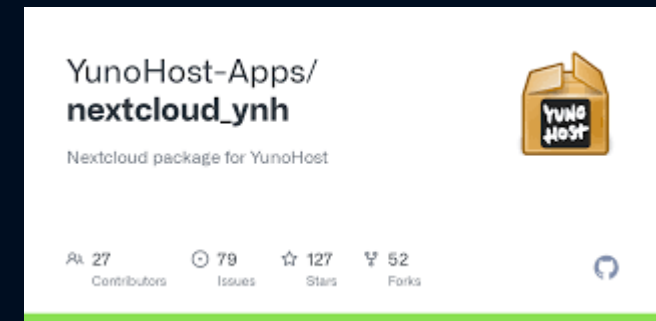 YunoHost-Apps/
nextcloud_ynh
Nextcloud package for YunoHost
YUNO
HOST
27
Contributors
79
Issues
127
Stars
52
Forks